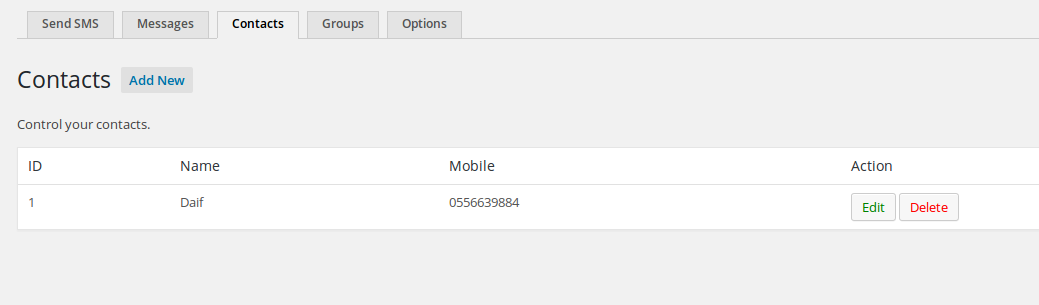 Send SMS Messages Contacts Groups Options
Contacts Add New
Control your contacts.
ID Name Mobile Action
1 Daif 0556639884 Edit Delete